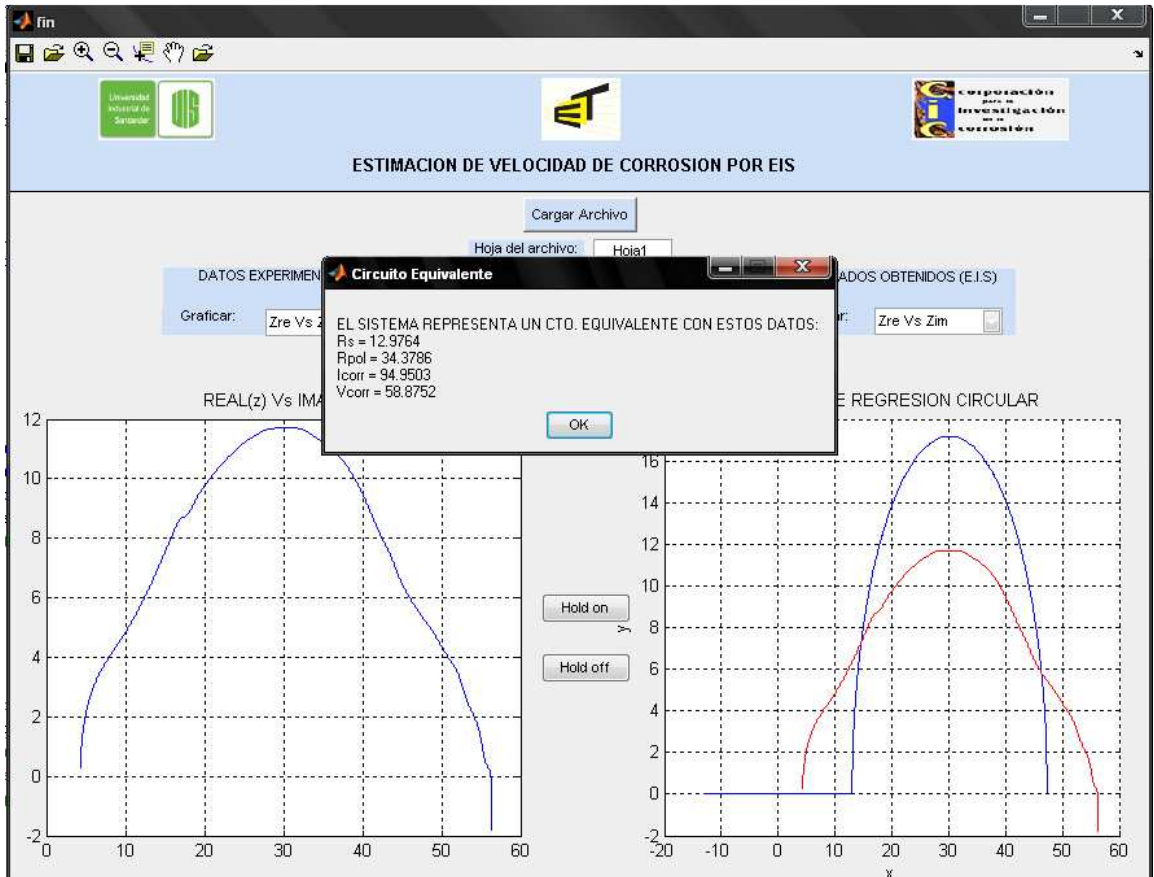 fin
X
Universidad
Industrial de
Santander
UIS
corporación
para la
investigación
de la
corrosión
ESTIMACION DE VELOCIDAD DE CORROSION POR EIS
Cargar Archivo
Hoja del archivo: Hoja1
DATOS EXPERIMEN
ADOS OBTENIDOS (E.I.S)
Graficar: Zre Vs Z
r: Zre Vs Zim
Circuito Equivalente
X
EL SISTEMA REPRESENTA UN CTO. EQUIVALENTE CON ESTOS DATOS:
Rs = 12.9764
Rpol = 34.3786
Icorr = 94.9503
Vcorr = 58.8752
OK
REAL(z) Vs IMA
E REGRESION CIRCULAR
12
10
8
6
4
2
0
-2
0 10 20 30 40 50 60
Hold on
Hold off
y
16
14
12
10
8
6
4
2
0
-2
-20 -10 0 10 20 30 40 50 60
x